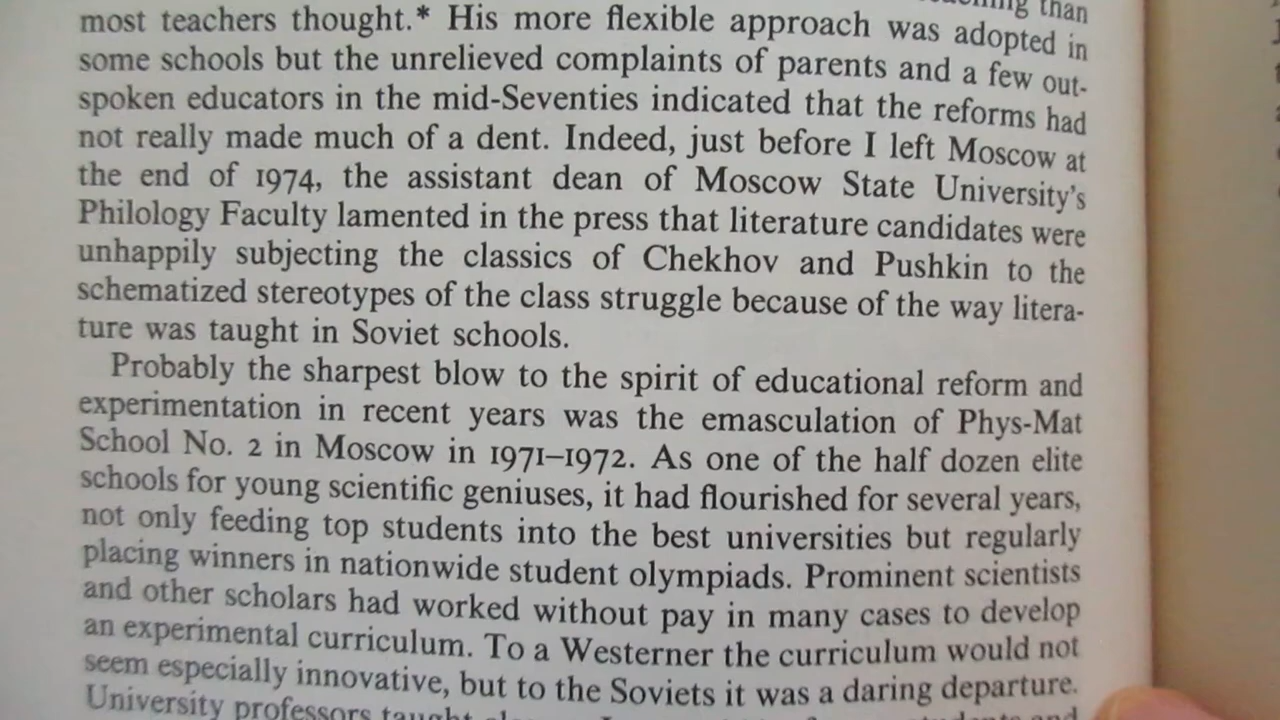 than
most teachers thought.* His more flexible approach was adopted in
some schools but the unrelieved complaints of parents and a few out-
spoken educators in the mid-Seventies indicated that the reforms had
not really made much of a dent. Indeed, just before I left Moscow at
the end of 1974, the assistant dean of Moscow State University's
Philology Faculty lamented in the press that literature candidates were
unhappily subjecting the classics of Chekhov and Pushkin to the
schematized stereotypes of the class struggle because of the way litera-
ture was taught in Soviet schools.
Probably the sharpest blow to the spirit of educational reform and
experimentation in recent years was the emasculation of Phys-Mat
School No. 2 in Moscow in 1971–1972. As one of the half dozen elite
schools for young scientific geniuses, it had flourished for several years,
not only feeding top students into the best universities but regularly
placing winners in nationwide student olympiads. Prominent scientists
and other scholars had worked without pay in many cases to develop
an experimental curriculum. To a Westerner the curriculum would not
seem especially innovative, but to the Soviets it was a daring departure.
University professors taught